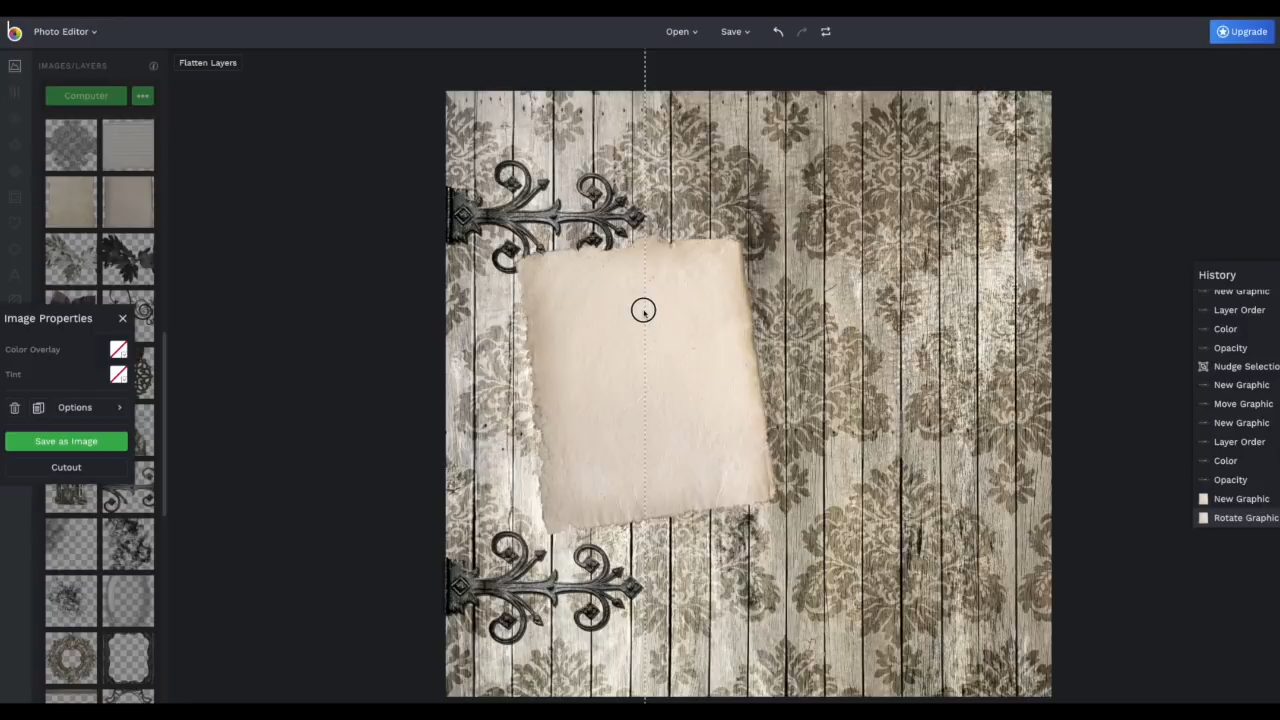 Photo Editor
Open
Save
Upgrade
IMAGES/LAYERS
Flatten Layers
Computer
Image Properties
Color Overlay
Tint
Options
Save as Image
Cutout
History
New Graphic
Layer Order
Color
Opacity
Nudge Selectio
New Graphic
Move Graphic
New Graphic
Layer Order
Color
Opacity
New Graphic
Rotate Graphic